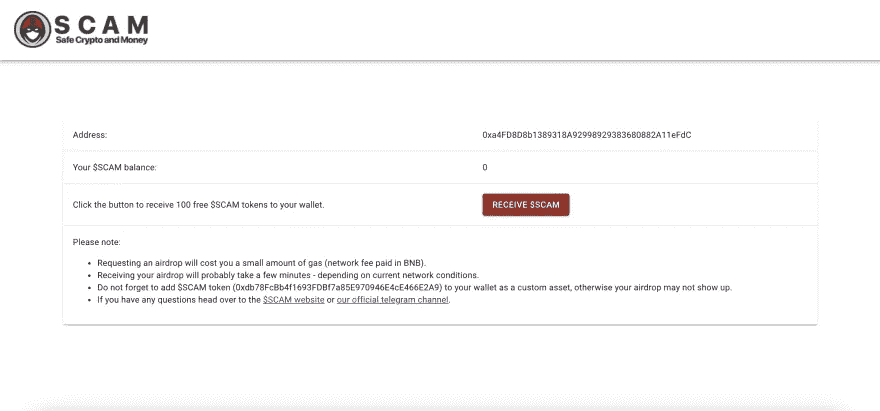 SCAM
Safe Crypto and Money
Address: 0xa4FD8D8b1389318A92998929383680882A11eFdC
Your $SCAM balance: 0
Click the button to receive 100 free $SCAM tokens to your wallet. RECEIVE $SCAM
Please note:
• Requesting an airdrop will cost you a small amount of gas (network fee paid in BNB).
• Receiving your airdrop will probably take a few minutes - depending on current network conditions.
• Do not forget to add $SCAM token (0xdb78FcBb4f1693FDBf7a85E970946E4cE466E2A9) to your wallet as a custom asset, otherwise your airdrop may not show up.
• If you have any questions head over to the $SCAM website or our official telegram channel.